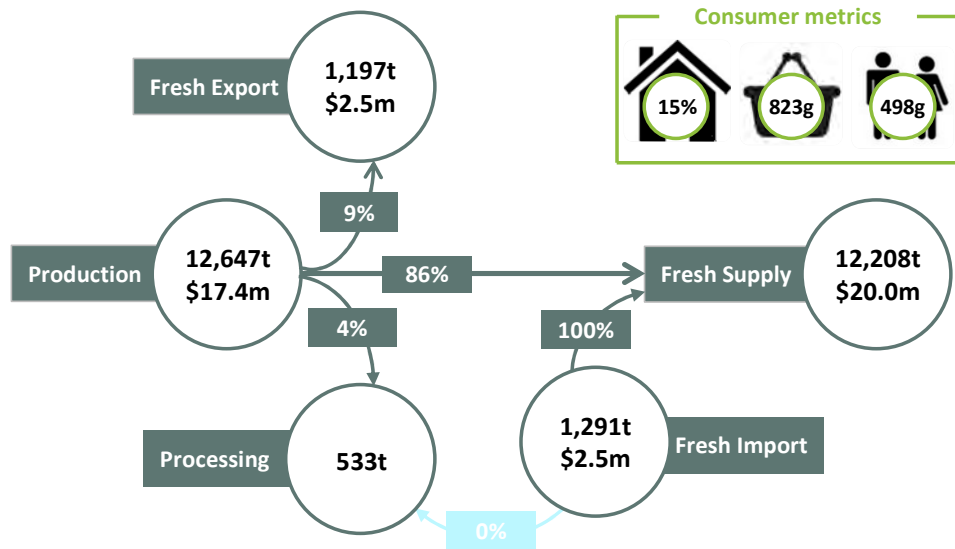 Consumer metrics
15%
823g
498g
Fresh Export
1,197t
$2.5m
9%
Production
12,647t
$17.4m
86%
Fresh Supply
12,208t
$20.0m
4%
100%
Processing
533t
1,291t
$2.5m
Fresh Import
0%